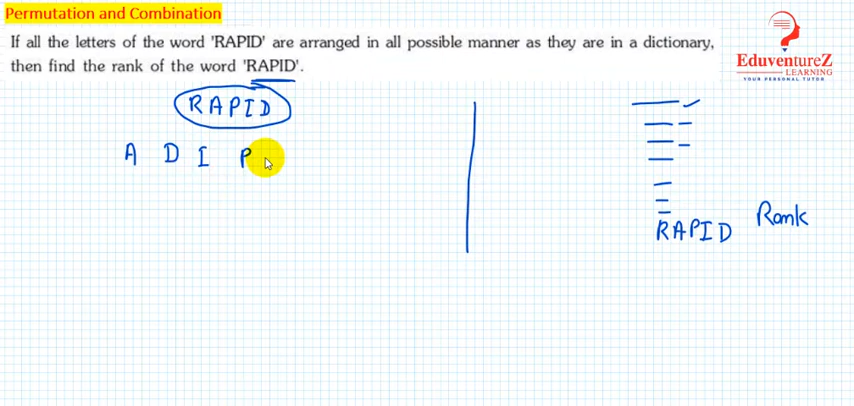 Permutation and Combination
If all the letters of the word 'RAPID' are arranged in all possible manner as they are in a dictionary,
then find the rank of the word 'RAPID'.
EduventureZ
LEARNING
YOUR PERSONAL TUTOR
RAPID
A D I P
RAPID Rank